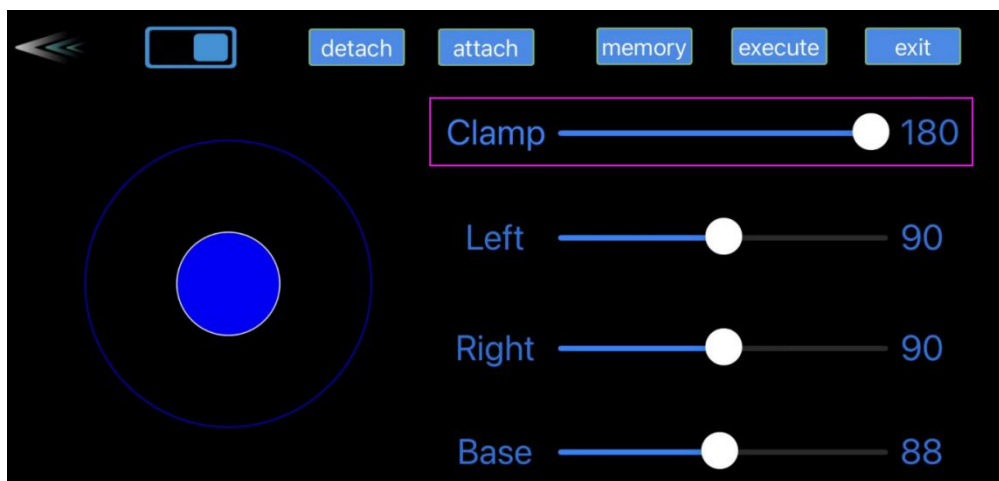 detach attach memory execute exit
Clamp 180
Left 90
Right 90
Base 88